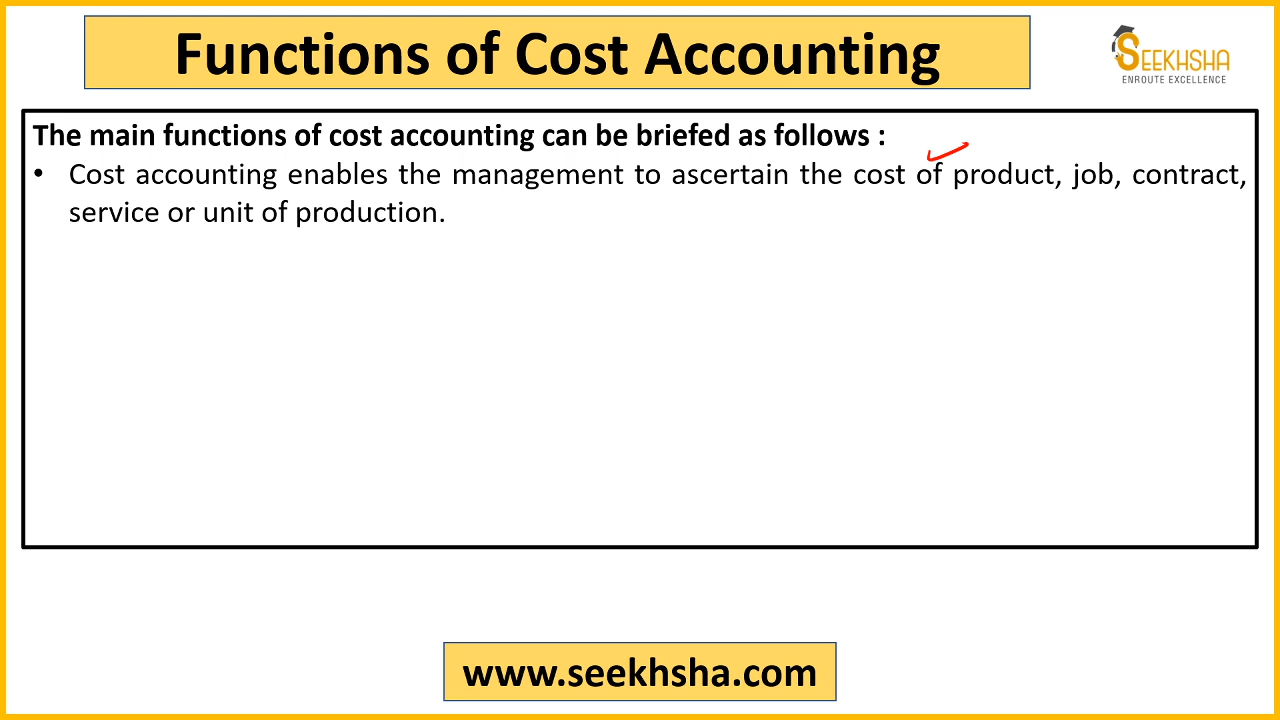 Functions of Cost Accounting
SEEKHSHA
ENROUTE EXCELLENCE
The main functions of cost accounting can be briefed as follows :
• Cost accounting enables the management to ascertain the cost of product, job, contract,
service or unit of production.
www.seekhsha.com